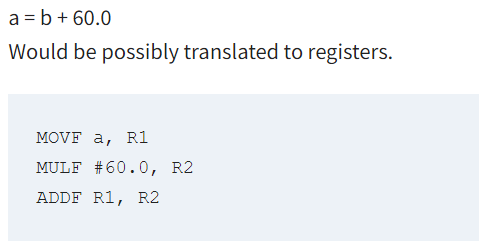 a = b + 60.0
Would be possibly translated to registers.
MOVF a, R1
MULF #60.0, R2
ADDF R1, R2